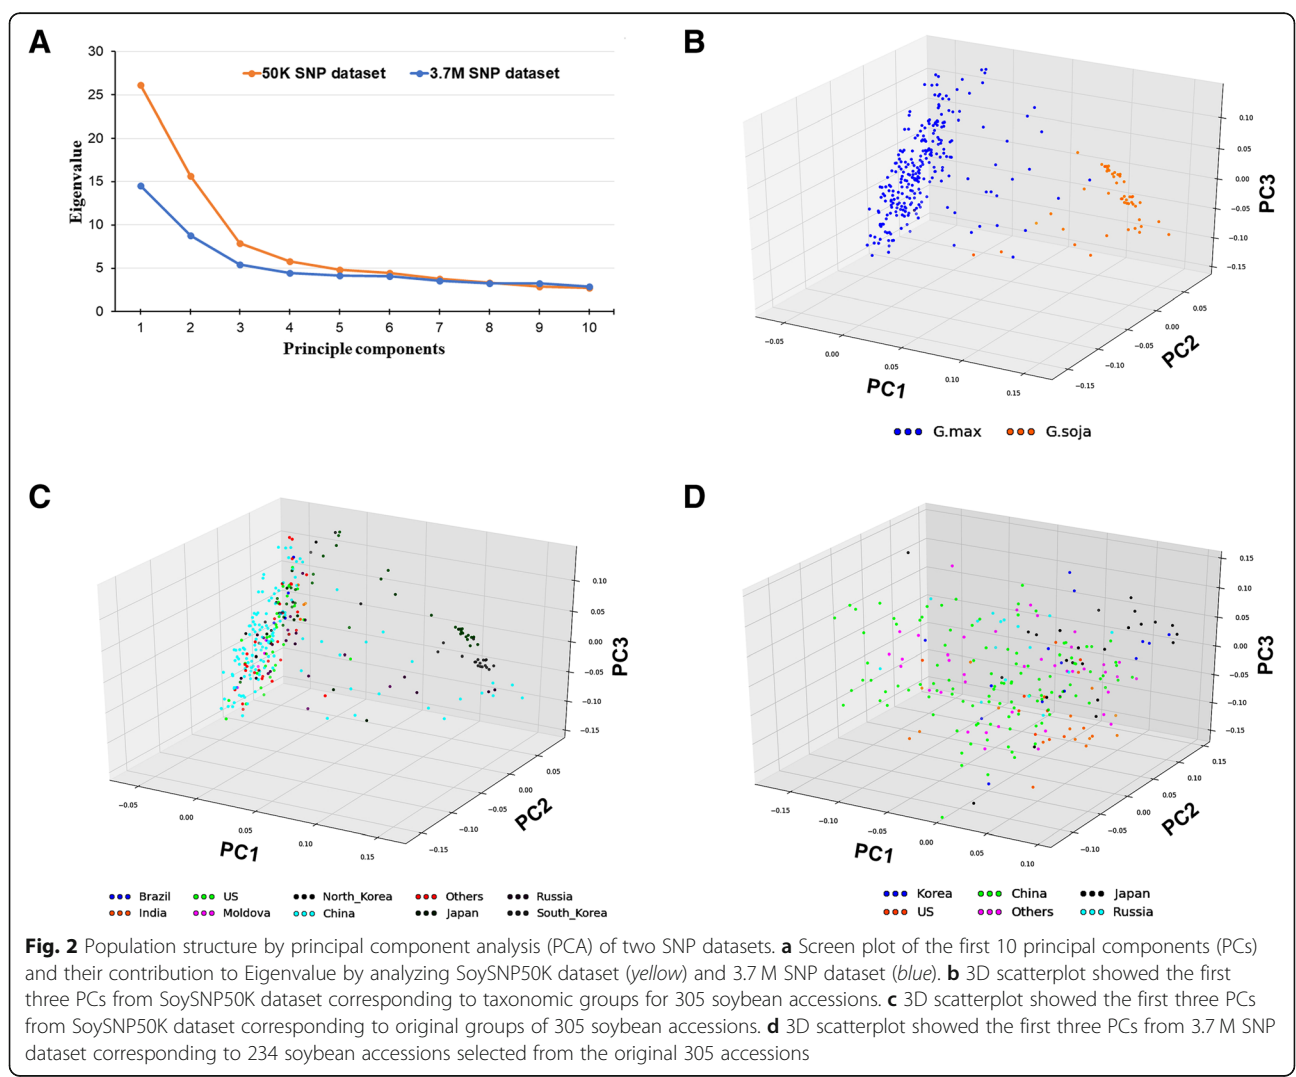 A
30
25
20
15
10
5
0
Eigenvalue
50K SNP dataset
3.7M SNP dataset
1 2 3 4 5 6 7 8 9 10
Principle components
B
0.10
0.05
0.00
−0.05
−0.10
−0.15
PC3
0.05
0.00
−0.05
−0.10
−0.15
PC2
−0.05
0.00
0.05
0.10
0.15
PC1
G.max G.soja
C
0.10
0.05
0.00
−0.05
−0.10
−0.15
PC3
0.05
0.00
−0.05
−0.10
−0.15
PC2
−0.05
0.00
0.05
0.10
0.15
PC1
Brazil US North_Korea Others Russia
India Moldova China Japan South_Korea
D
0.15
0.10
0.05
0.00
−0.05
−0.10
−0.15
PC3
0.15
0.10
0.05
0.00
−0.05
−0.10
PC2
−0.15
−0.10
−0.05
0.00
0.05
0.10
PC1
Korea China Japan
US Others Russia
Fig. 2 Population structure by principal component analysis (PCA) of two SNP datasets. a Screen plot of the first 10 principal components (PCs)
and their contribution to Eigenvalue by analyzing SoySNP50K dataset (yellow) and 3.7 M SNP dataset (blue). b 3D scatterplot showed the first
three PCs from SoySNP50K dataset corresponding to taxonomic groups for 305 soybean accessions. c 3D scatterplot showed the first three PCs
from SoySNP50K dataset corresponding to original groups of 305 soybean accessions. d 3D scatterplot showed the first three PCs from 3.7 M SNP
dataset corresponding to 234 soybean accessions selected from the original 305 accessions